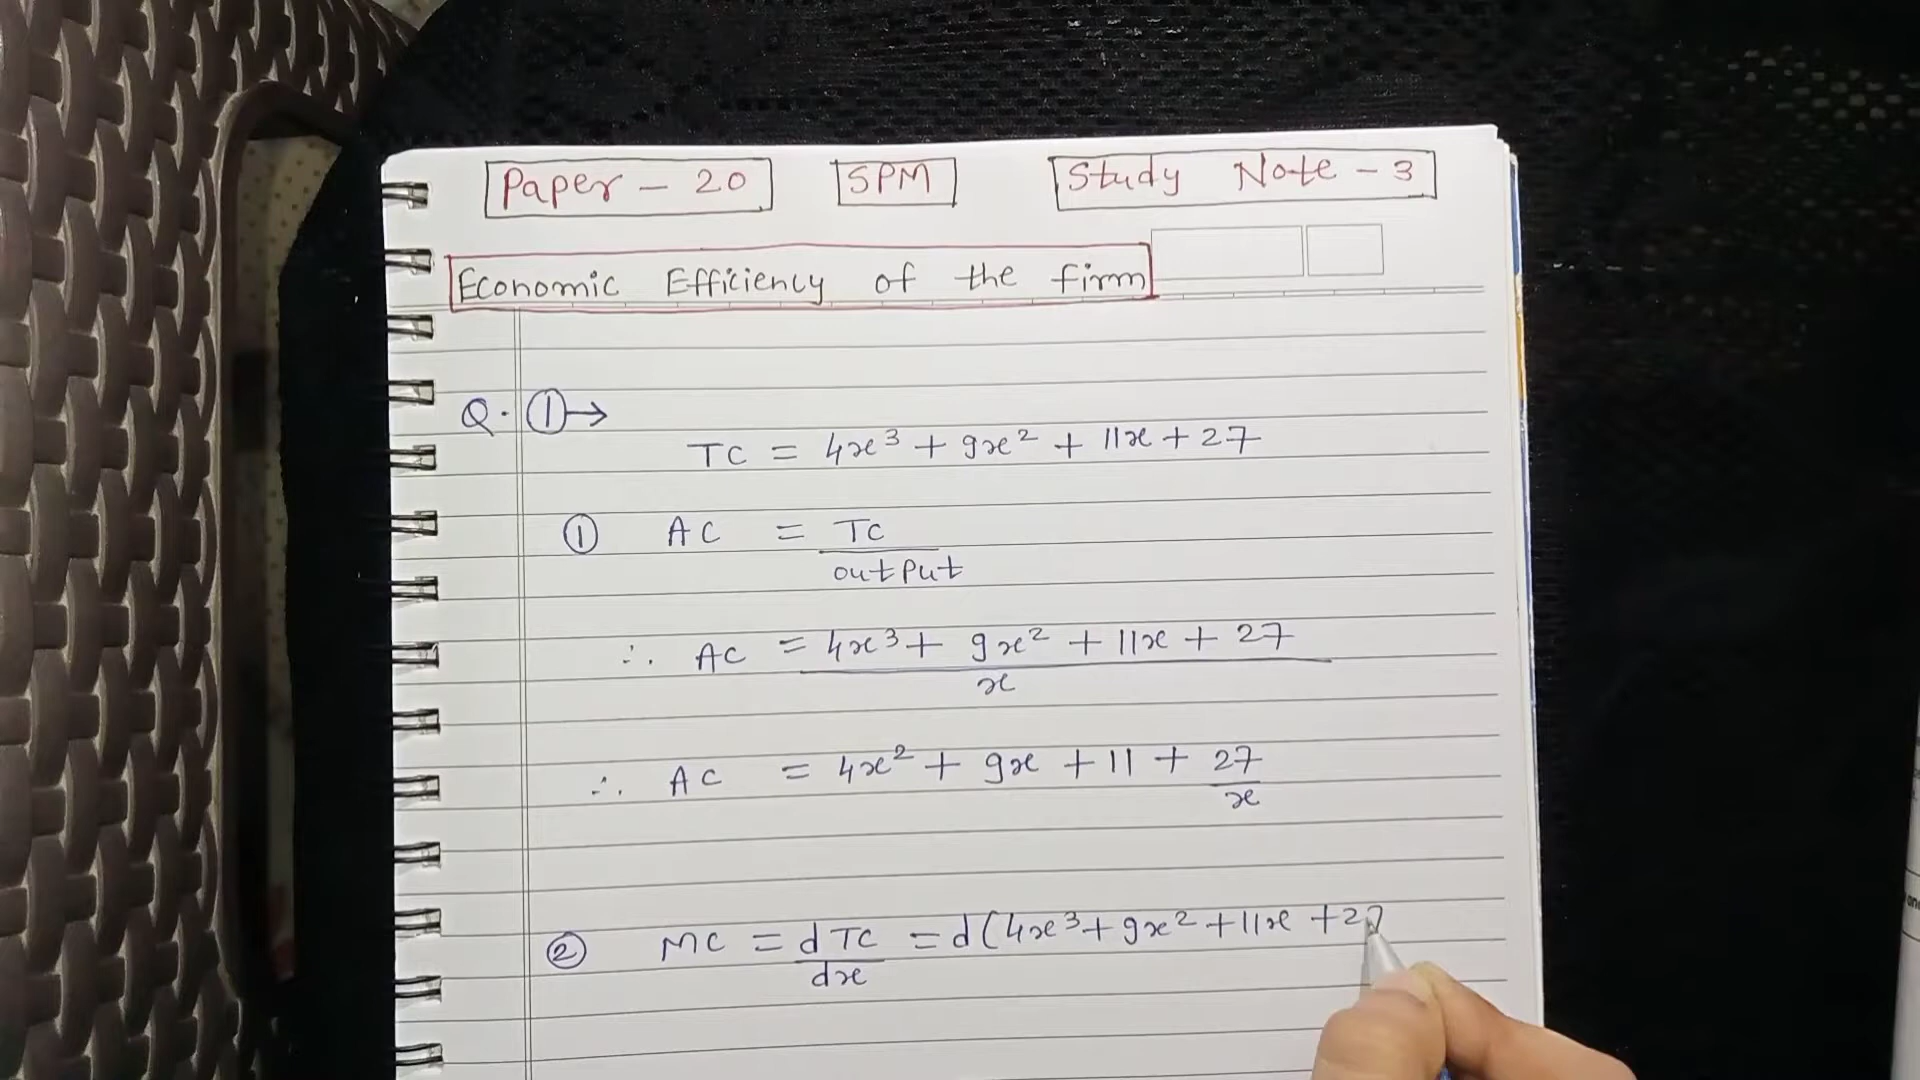 Paper - 20 SPM Study Note - 3
Economic Efficiency of the firm
Q. ① →
TC = 4x³ + 9x² + 11x + 27
① AC = TC
output
∴ AC = 4x³ + 9x² + 11x + 27
x
∴ AC = 4x² + 9x + 11 + 27
x
② MC = dTC = d(4x³ + 9x² + 11x + 27
dx